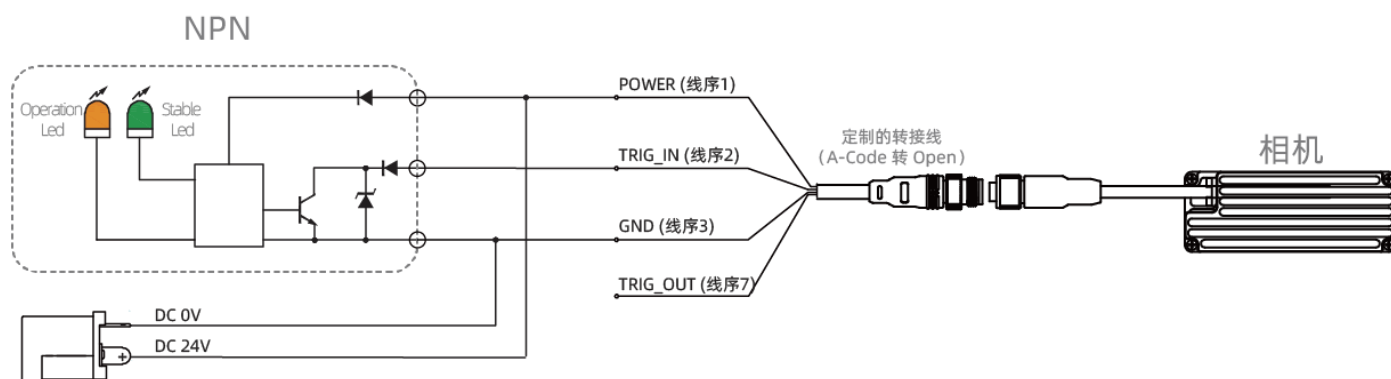 NPN
Operation
Led
Stable
Led
POWER (线序1)
TRIG_IN (线序2)
GND (线序3)
TRIG_OUT (线序7)
定制的转接线
(A-Code 转 Open)
相机
DC 0V
DC 24V
+